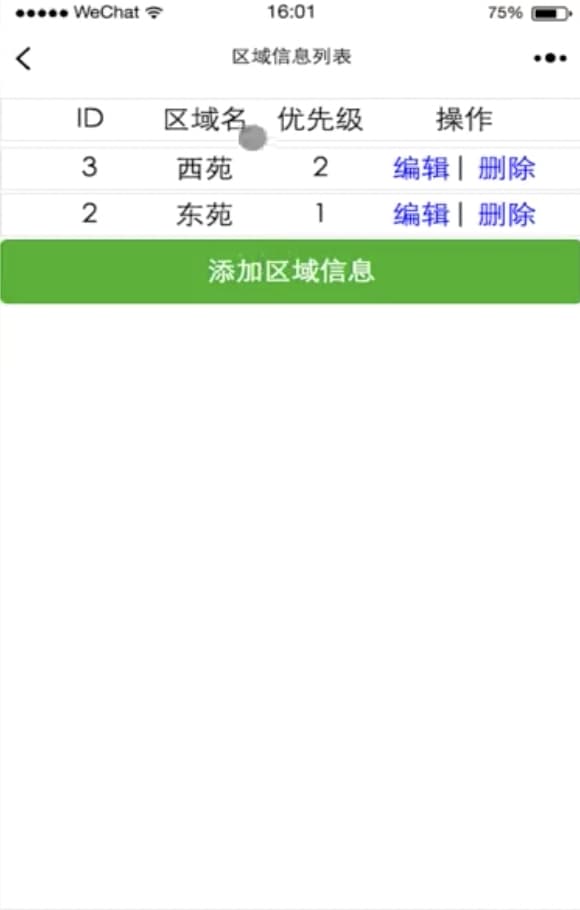 WeChat 16:01 75%
区域信息列表
ID 区域名 优先级 操作
3 西苑 2 编辑 | 删除
2 东苑 1 编辑 | 删除
添加区域信息